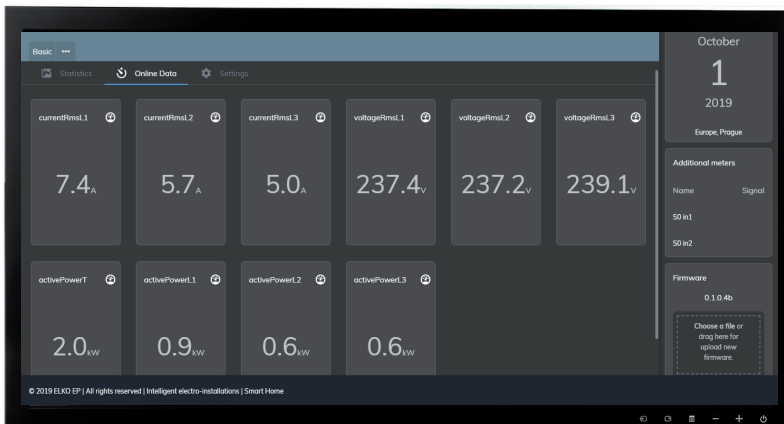 Basic •••
Statistics Online Data Settings
currentRmsL1 currentRmsL2 currentRmsL3 voltageRmsL1 voltageRmsL2 voltageRmsL3
7.4A 5.7A 5.0A 237.4V 237.2V 239.1V
activePowerT activePowerL1 activePowerL2 activePowerL3
2.0kW 0.9kW 0.6kW 0.6kW
October
1
2019
Europe, Prague
Additional meters
Name Signal
S0 in1
S0 in2
Firmware
0.1.0.4b
Choose a file or
drag here for
upload new
firmware.
© 2019 ELKO EP | All rights reserved | Intelligent electro-installations | Smart Home